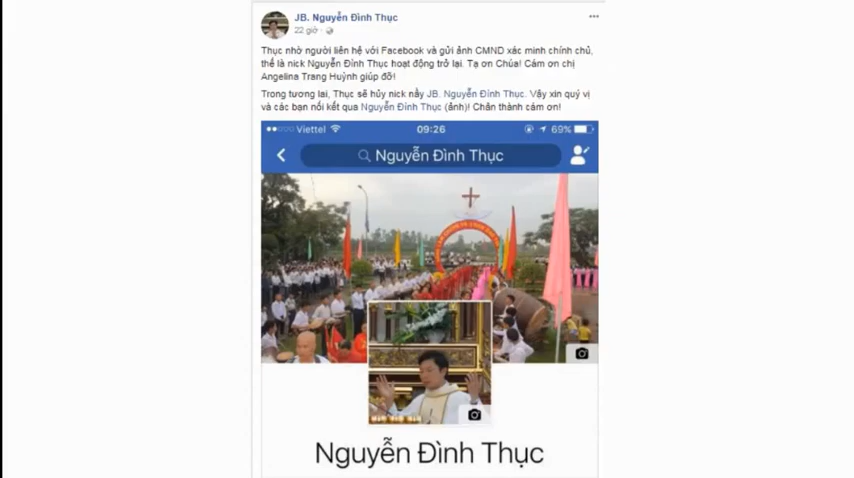 JB. Nguyễn Đình Thục
22 giờ
Thục nhờ người liên hệ với Facebook và gửi ảnh CMND xác minh chính chủ,
thế là nick Nguyễn Đình Thục hoạt động trở lại. Tạ ơn Chúa! Cám ơn chị
Angelina Trang Huỳnh giúp đỡ!
Trong tương lai, Thục sẽ hủy nick nầy JB. Nguyễn Đình Thục. Vậy xin quý vị
và các bạn nối kết qua Nguyễn Đình Thục (ảnh)! Chân thành cám ơn!
Viettel 09:26 69%
Nguyễn Đình Thục
Nguyễn Đình Thục